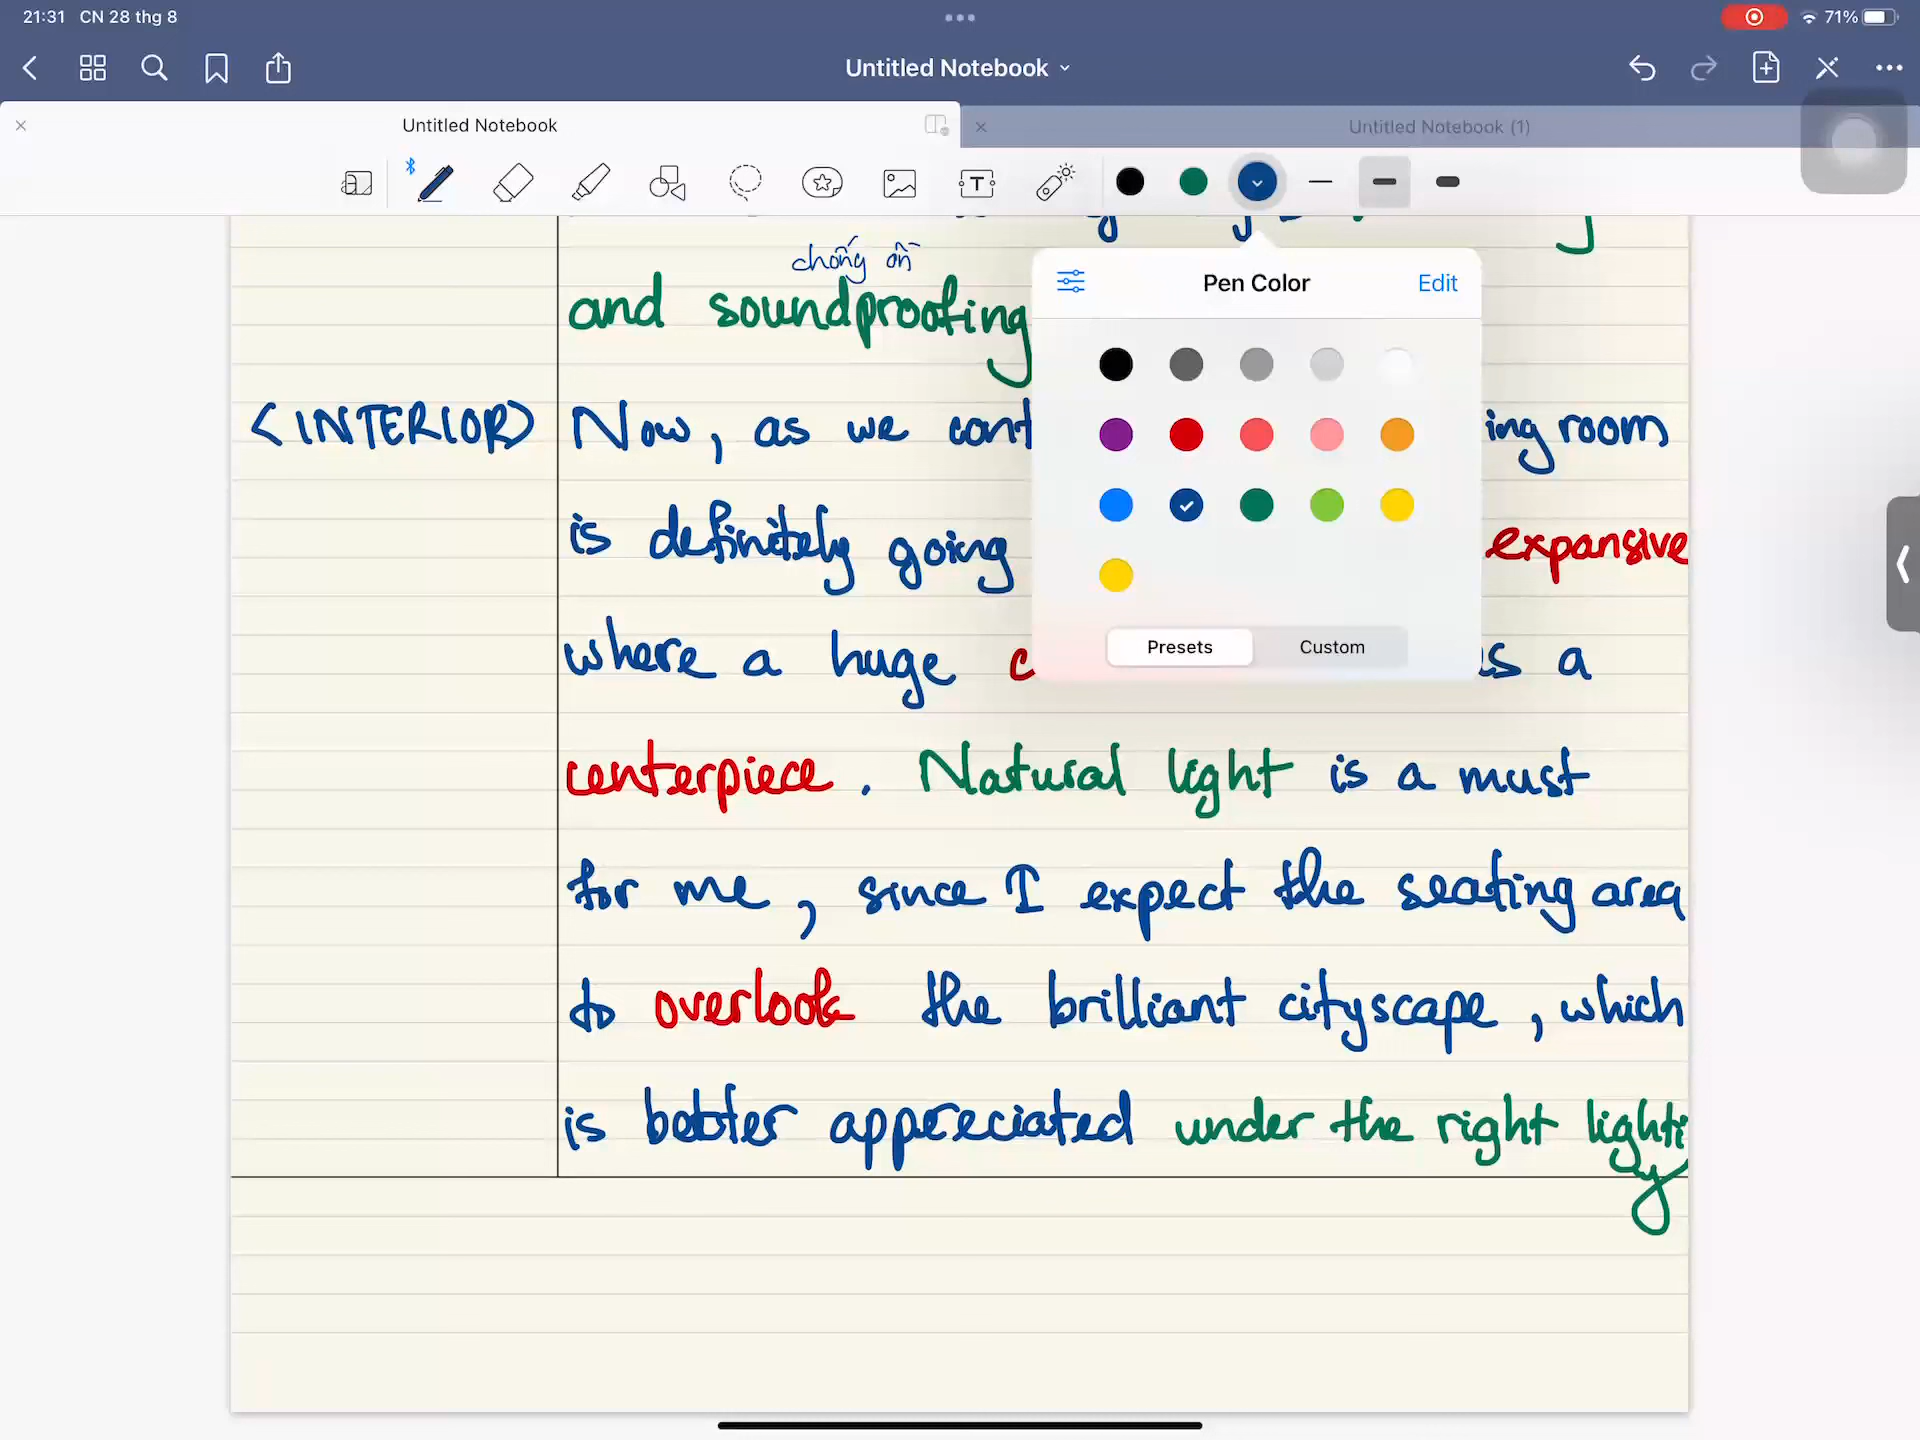 21:31 CN 28 thg 8
71%
Untitled Notebook
Untitled Notebook
Untitled Notebook (1)
chống ồn
and soundproofing
Pen Color
Edit
<INTERIOR> Now, as we ing room
is definitely going expansive
where a huge is a
Presets Custom
centerpiece. Natural light is a must
for me, since I expect the seating area
to overlook the brilliant cityscape, which
is better appreciated under the right lighting